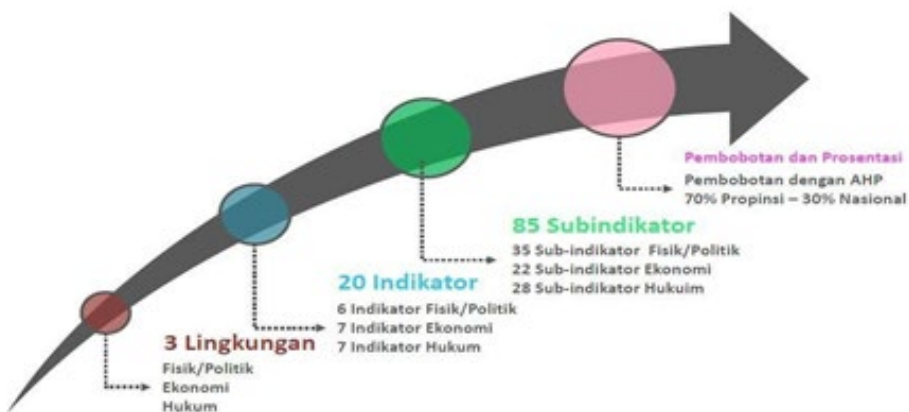 Pembobotan dan Prosentasi
Pembobotan dengan AHP
70% Propinsi – 30% Nasional
85 Subindikator
35 Sub-indikator Fisik/Politik
22 Sub-indikator Ekonomi
28 Sub-indikator Hukuim
20 Indikator
6 Indikator Fisik/Politik
7 Indikator Ekonomi
7 Indikator Hukum
3 Lingkungan
Fisik/Politik
Ekonomi
Hukum